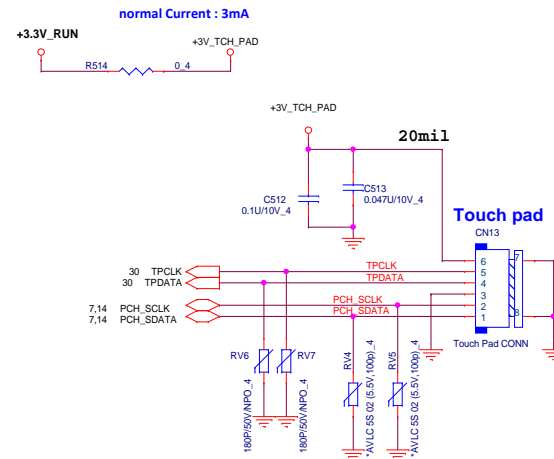 normal Current : 3mA
+3.3V_RUN
+3V_TCH_PAD
R514
0_4
+3V_TCH_PAD
20mil
C512
0.1U/10V_4
C513
0.047U/10V_4
Touch pad
CN13
30 TPCLK
TPCLK
30 TPDATA
TPDATA
7,14 PCH_SCLK
PCH_SCLK
7,14 PCH_SDATA
PCH_SDATA
6
5
4
3
2
1
7
8
Touch Pad CONN
RV6
180P/50V/NPO_4
RV7
180P/50V/NPO_4
RV4
*AVLC 5S 02 (5.5V,100p)_4
RV5
*AVLC 5S 02 (5.5V,100p)_4